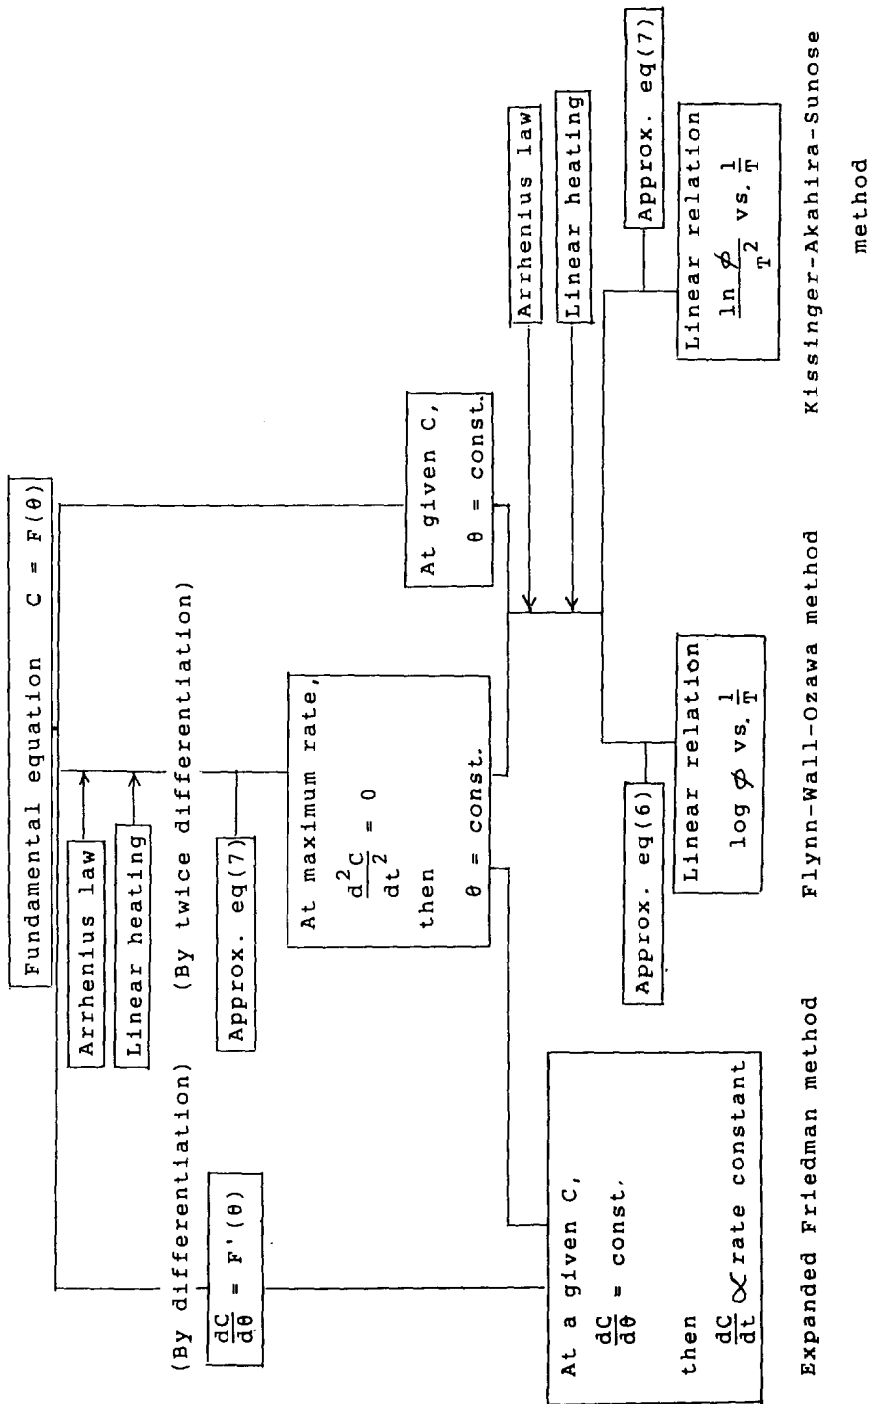 Fundamental equation C = F(θ)
Arrhenius law
Linear heating
(By differentiation)
(By twice differentiation)
dC/dθ = F'(θ)
Approx. eq(7)
At maximum rate,
d²C/dt² = 0
then
θ = const.
At given C,
θ = const.
Arrhenius law
Linear heating
At a given C,
dC/dθ = const.
then
dC/dt ∝ rate constant
Approx. eq(6)
Linear relation
log ϕ vs. 1/T
Approx. eq(7)
Linear relation
ln ϕ/T² vs. 1/T
Expanded Friedman method
Flynn-Wall-Ozawa method
Kissinger-Akahira-Sunose
method